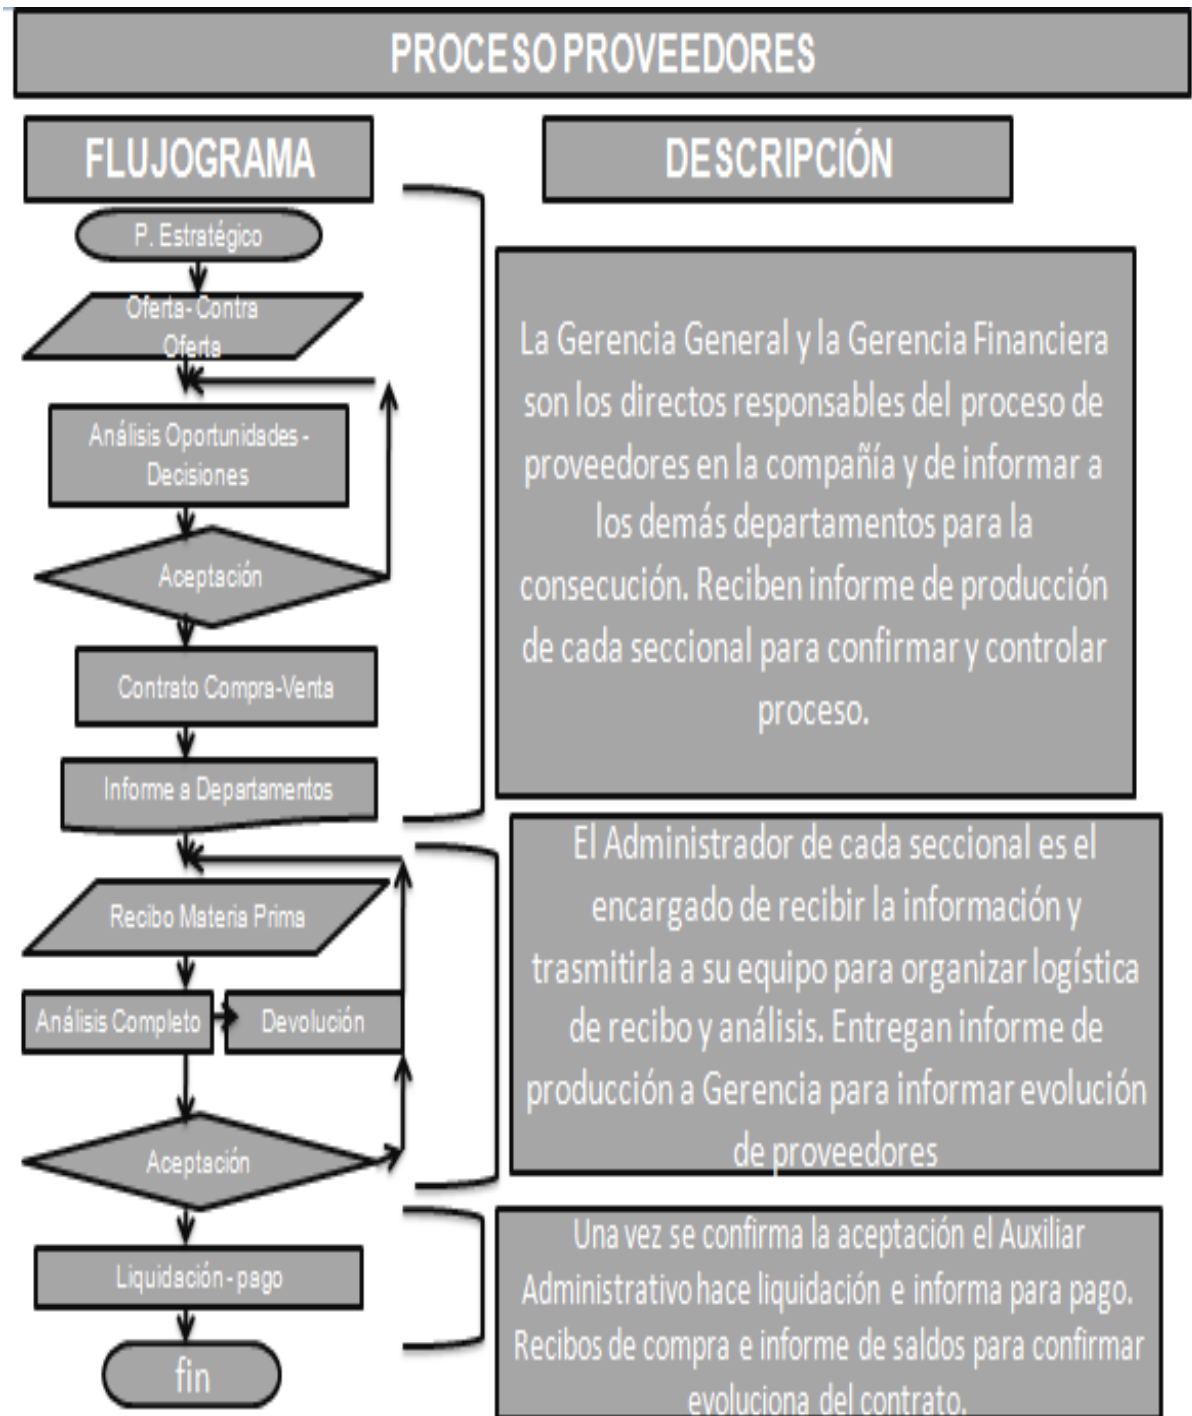 PROCESO PROVEEDORES
FLUJOGRAMA
P. Estratégico
Oferta- Contra
Oferta
Análisis Oportunidades -
Decisiones
Aceptación
Contrato Compra-Venta
Informe a Departamentos
Recibo Materia Prima
Análisis Completo
Devolución
Aceptación
Liquidación - pago
fin
DESCRIPCIÓN
La Gerencia General y la Gerencia Financiera
son los directos responsables del proceso de
proveedores en la compañía y de informar a
los demás departamentos para la
consecución. Reciben informe de producción
de cada seccional para confirmar y controlar
proceso.
El Administrador de cada seccional es el
encargado de recibir la información y
trasmitirla a su equipo para organizar logística
de recibo y análisis. Entregan informe de
producción a Gerencia para informar evolución
de proveedores
Una vez se confirma la aceptación el Auxiliar
Administrativo hace liquidación e informa para pago.
Recibos de compra e informe de saldos para confirmar
evoluciona del contrato.